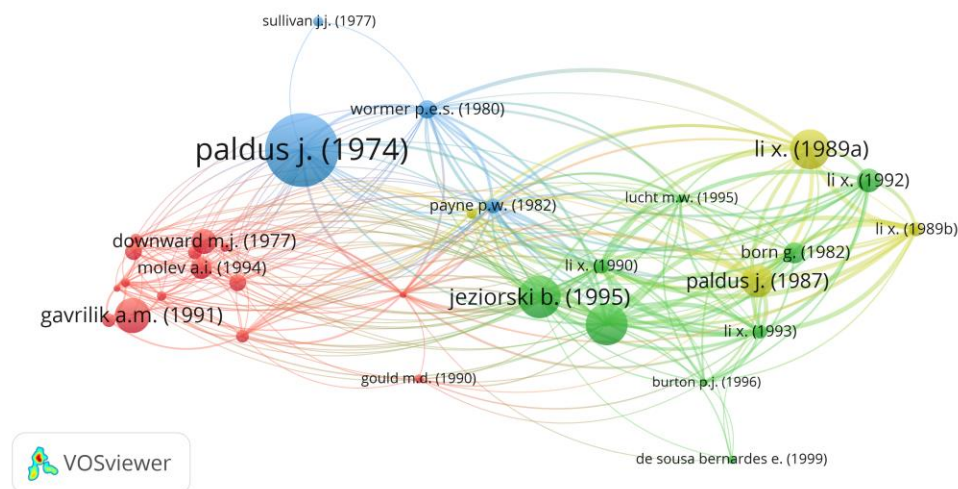 sullivan j.j. (1977)
wormer p.e.s. (1980)
paldus j. (1974)
li x. (1989a)
li x. (1992)
lucht m.w. (1995)
payne p.w. (1982)
li x. (1989b)
downward m.j. (1977)
born g. (1982)
molev a.i. (1994)
li x. (1990)
paldus j. (1987)
jeziorski b. (1995)
gavrilik a.m. (1991)
li x. (1993)
gould m.d. (1990)
burton p.j. (1996)
de sousa bernardes e. (1999)
VOSviewer